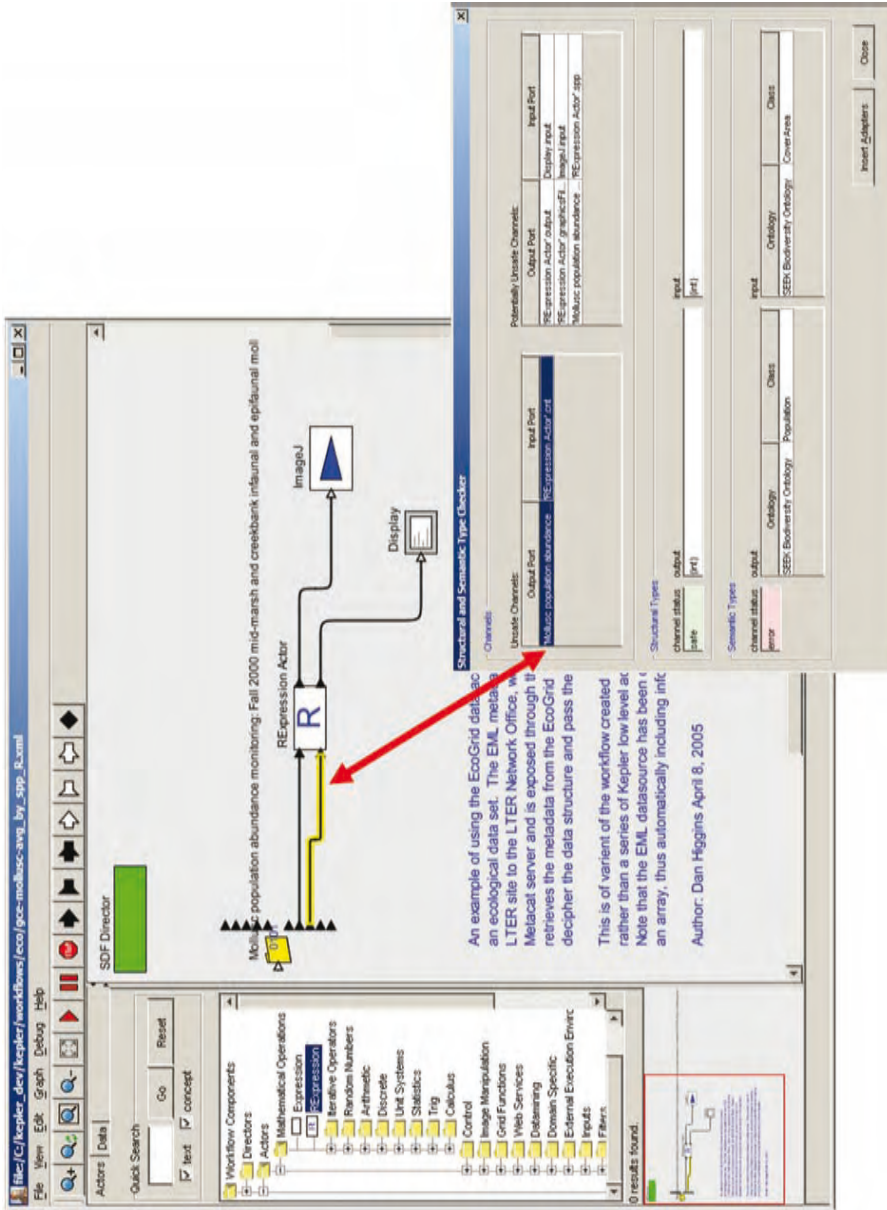 file:/C:/kepler_dev/kepler/workflows/eco/gce-mollusc-avg_by_spp_R.xml
File View Edit Graph Debug Help
Actors Data
Quick Search
Go Reset
text concept
Workflow Components
Directors
Actors
Mathematical Operations
Expression
RExpression
Iterative Operators
Random Numbers
Arithmetic
Discrete
Unit Systems
Statistics
Trig
Calculus
Control
Image Manipulation
Grid Functions
Web Services
Datamining
Domain Specific
External Execution Envirc
Inputs
Filters
0 results found.
SDF Director
Mollusc population abundance monitoring: Fall 2000 mid-marsh and creekbank infaunal and epifaunal moll
0101
RExpression Actor
R
ImageJ
Display
An example of using the EcoGrid data ac
an ecological data set. The EML metada
LTER site to the LTER Network Office, w
Metacat server and is exposed through th
retrieves the metadata from the EcoGrid
decipher the data structure and pass the
This is of varient of the workflow created
rather than a series of Kepler low level ac
Note that the EML datasource has been
an array, thus automatically including info
Author: Dan Higgins April 8, 2005
Structural and Semantic Type Checker
Channels
Unsafe Channels:
Output Port Input Port
'Mollusc population abundance ... 'RExpression Actor'.cnt
Potentially Unsafe Channels:
Output Port Input Port
'RExpression Actor'.output Display.input
'RExpression Actor'.graphicsFil... ImageJ.input
'Mollusc population abundance ... 'RExpression Actor'.spp
Structural Types
channel status output input
safe {int} {int}
Semantic Types
channel status output input
error Ontology Class Ontology Class
SEEK Biodiversity Ontology Population SEEK Biodiversity Ontology CoverArea
Insert Adapters Close